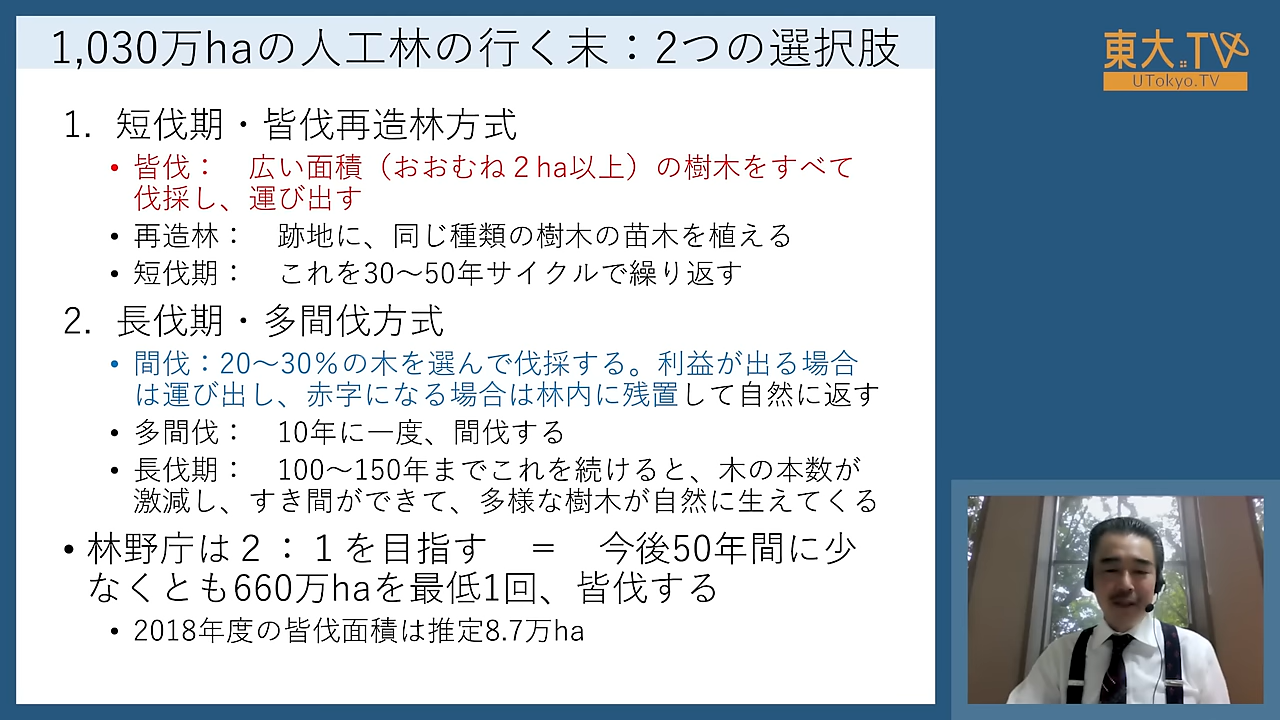 1,030万haの人工林の行く末：2つの選択肢
東大TV
UTokyo.TV
1. 短伐期・皆伐再造林方式
• 皆伐： 広い面積（おおむね２ha以上）の樹木をすべて
伐採し、運び出す
• 再造林： 跡地に、同じ種類の樹木の苗木を植える
• 短伐期： これを30～50年サイクルで繰り返す
2. 長伐期・多間伐方式
• 間伐：20～30％の木を選んで伐採する。利益が出る場合
は運び出し、赤字になる場合は林内に残置して自然に返す
• 多間伐： 10年に一度、間伐する
• 長伐期： 100～150年までこれを続けると、木の本数が
激減し、すき間ができて、多様な樹木が自然に生えてくる
• 林野庁は２：１を目指す ＝ 今後50年間に少
なくとも660万haを最低1回、皆伐する
• 2018年度の皆伐面積は推定8.7万ha